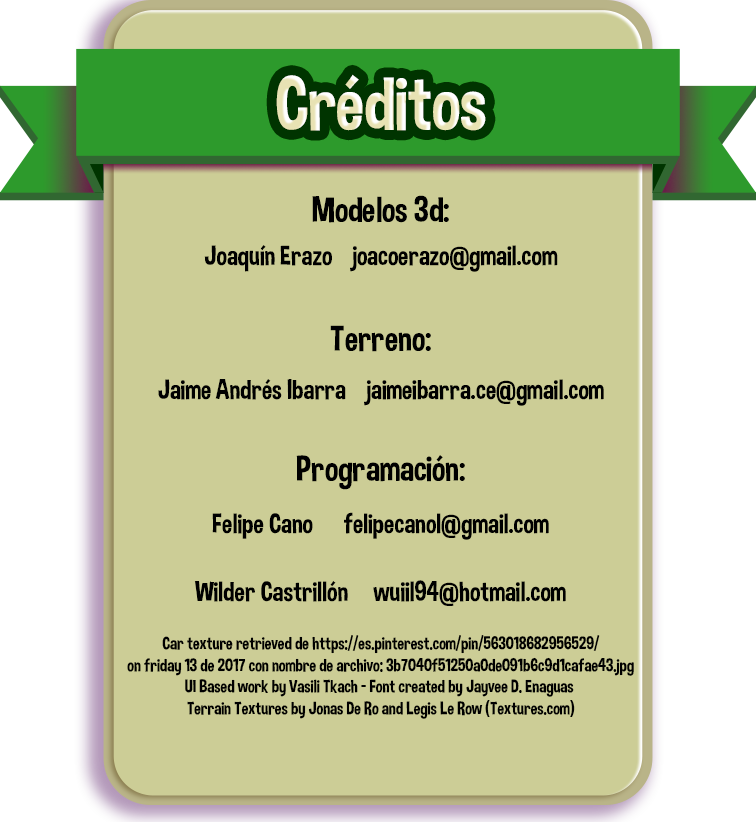 Créditos
Modelos 3d:
Joaquín Erazo joacoerazo@gmail.com
Terreno:
Jaime Andrés Ibarra jaimeibarra.ce@gmail.com
Programación:
Felipe Cano felipecanol@gmail.com
Wilder Castrillón wuiil94@hotmail.com
Car texture retrieved de https://es.pinterest.com/pin/563018682956529/
on friday 13 de 2017 con nombre de archivo: 3b7040f51250a0de091b6c9d1cafae43.jpg
UI Based work by Vasili Tkach - Font created by Jayvee D. Enaguas
Terrain Textures by Jonas De Ro and Legis Le Row (Textures.com)